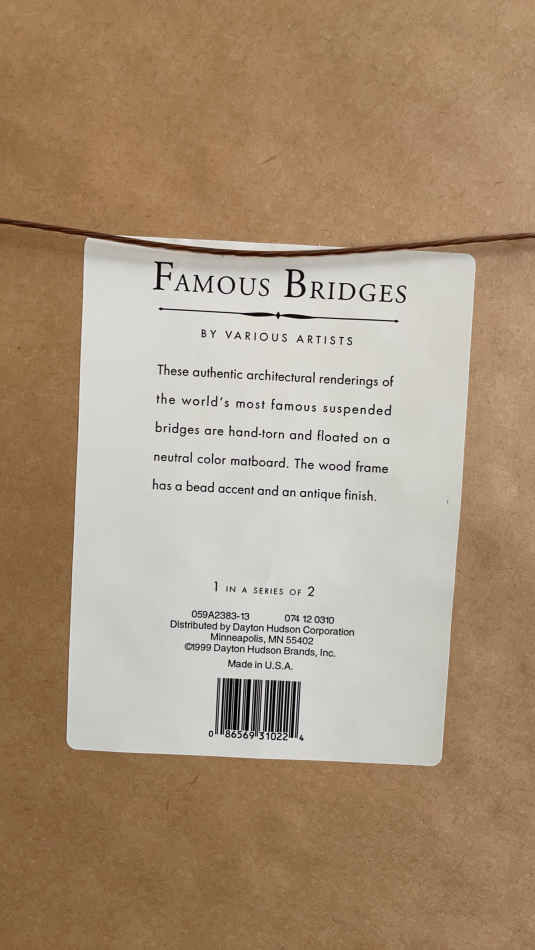 FAMOUS BRIDGES
BY VARIOUS ARTISTS
These authentic architectural renderings of
the world's most famous suspended
bridges are hand-torn and floated on a
neutral color matboard. The wood frame
has a bead accent and an antique finish.
1 IN A SERIES OF 2
059A2383-13 074 12 0310
Distributed by Dayton Hudson Corporation
Minneapolis, MN 55402
©1999 Dayton Hudson Brands, Inc.
Made in U.S.A.
0 86569 31022 4